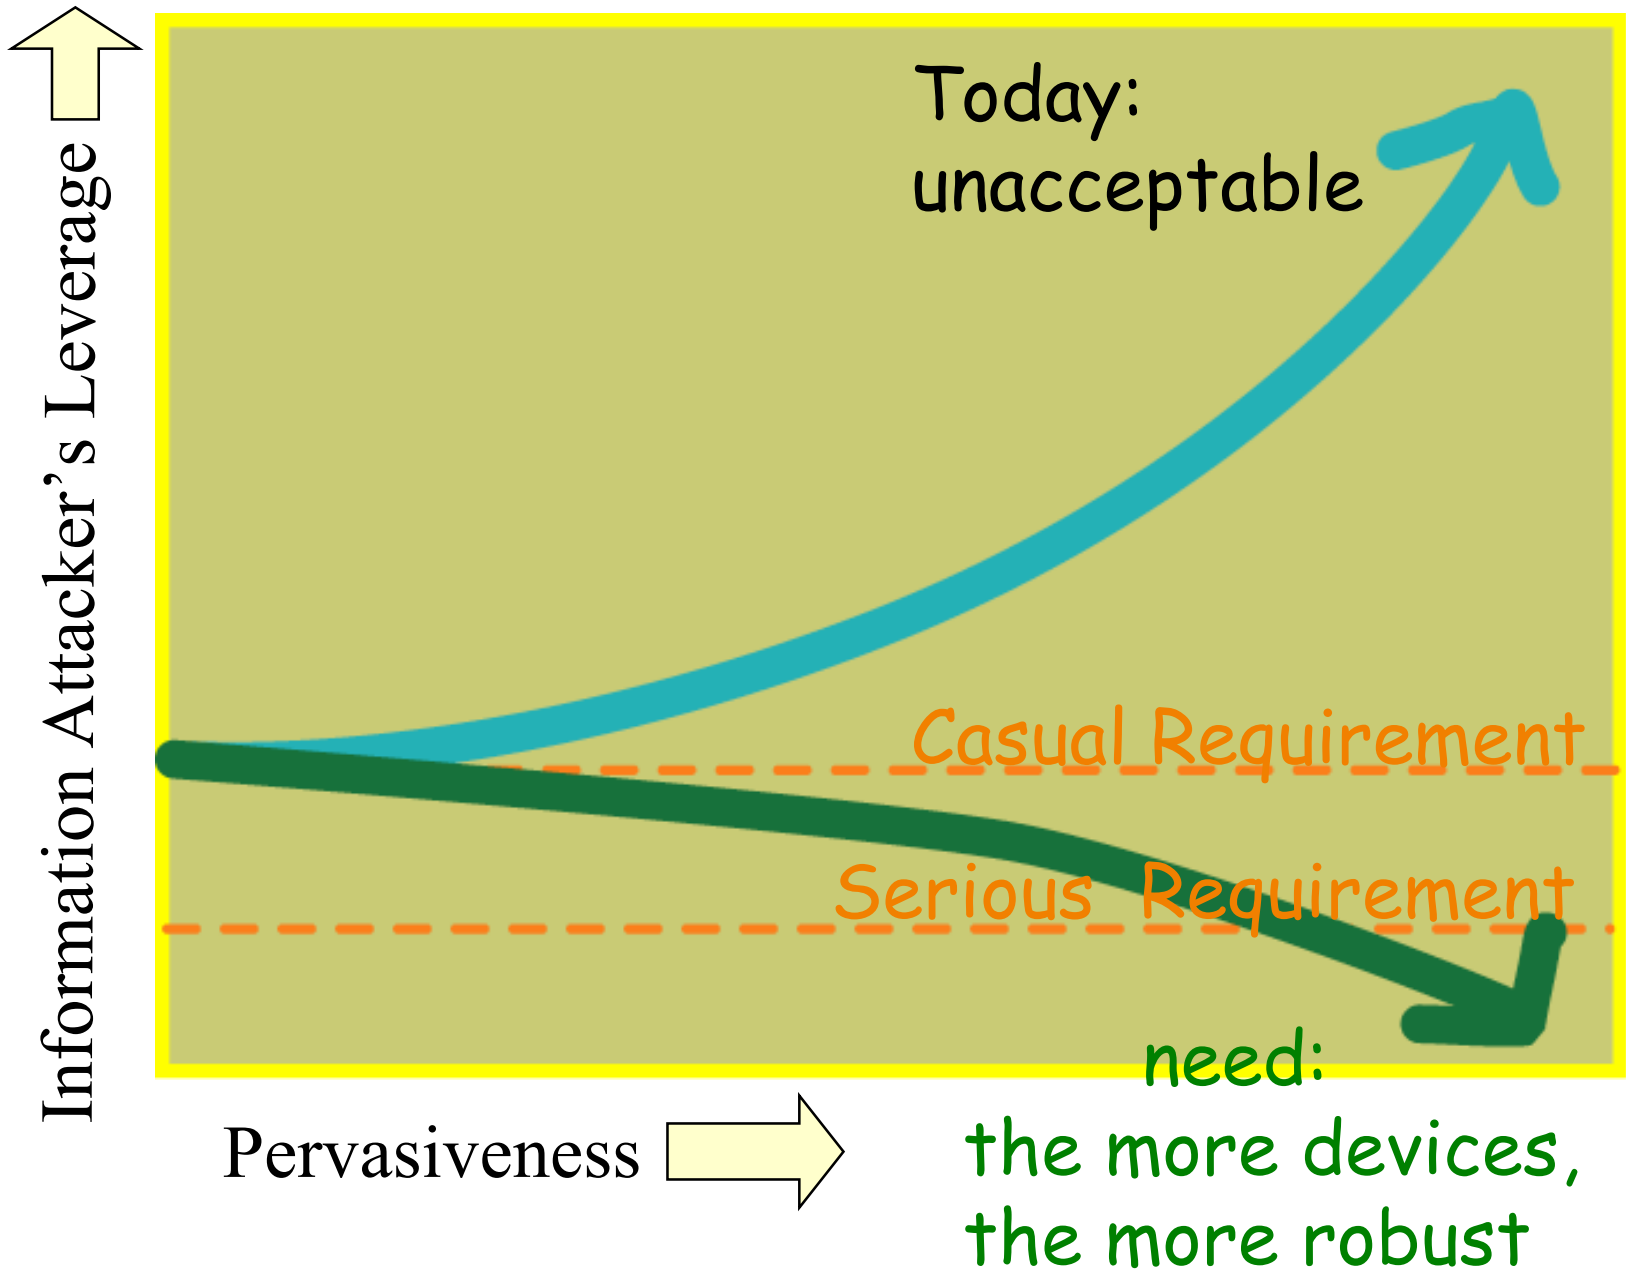 Information Attacker's Leverage
Today:
unacceptable
Casual Requirement
Serious Requirement
need:
the more devices,
the more robust
Pervasiveness